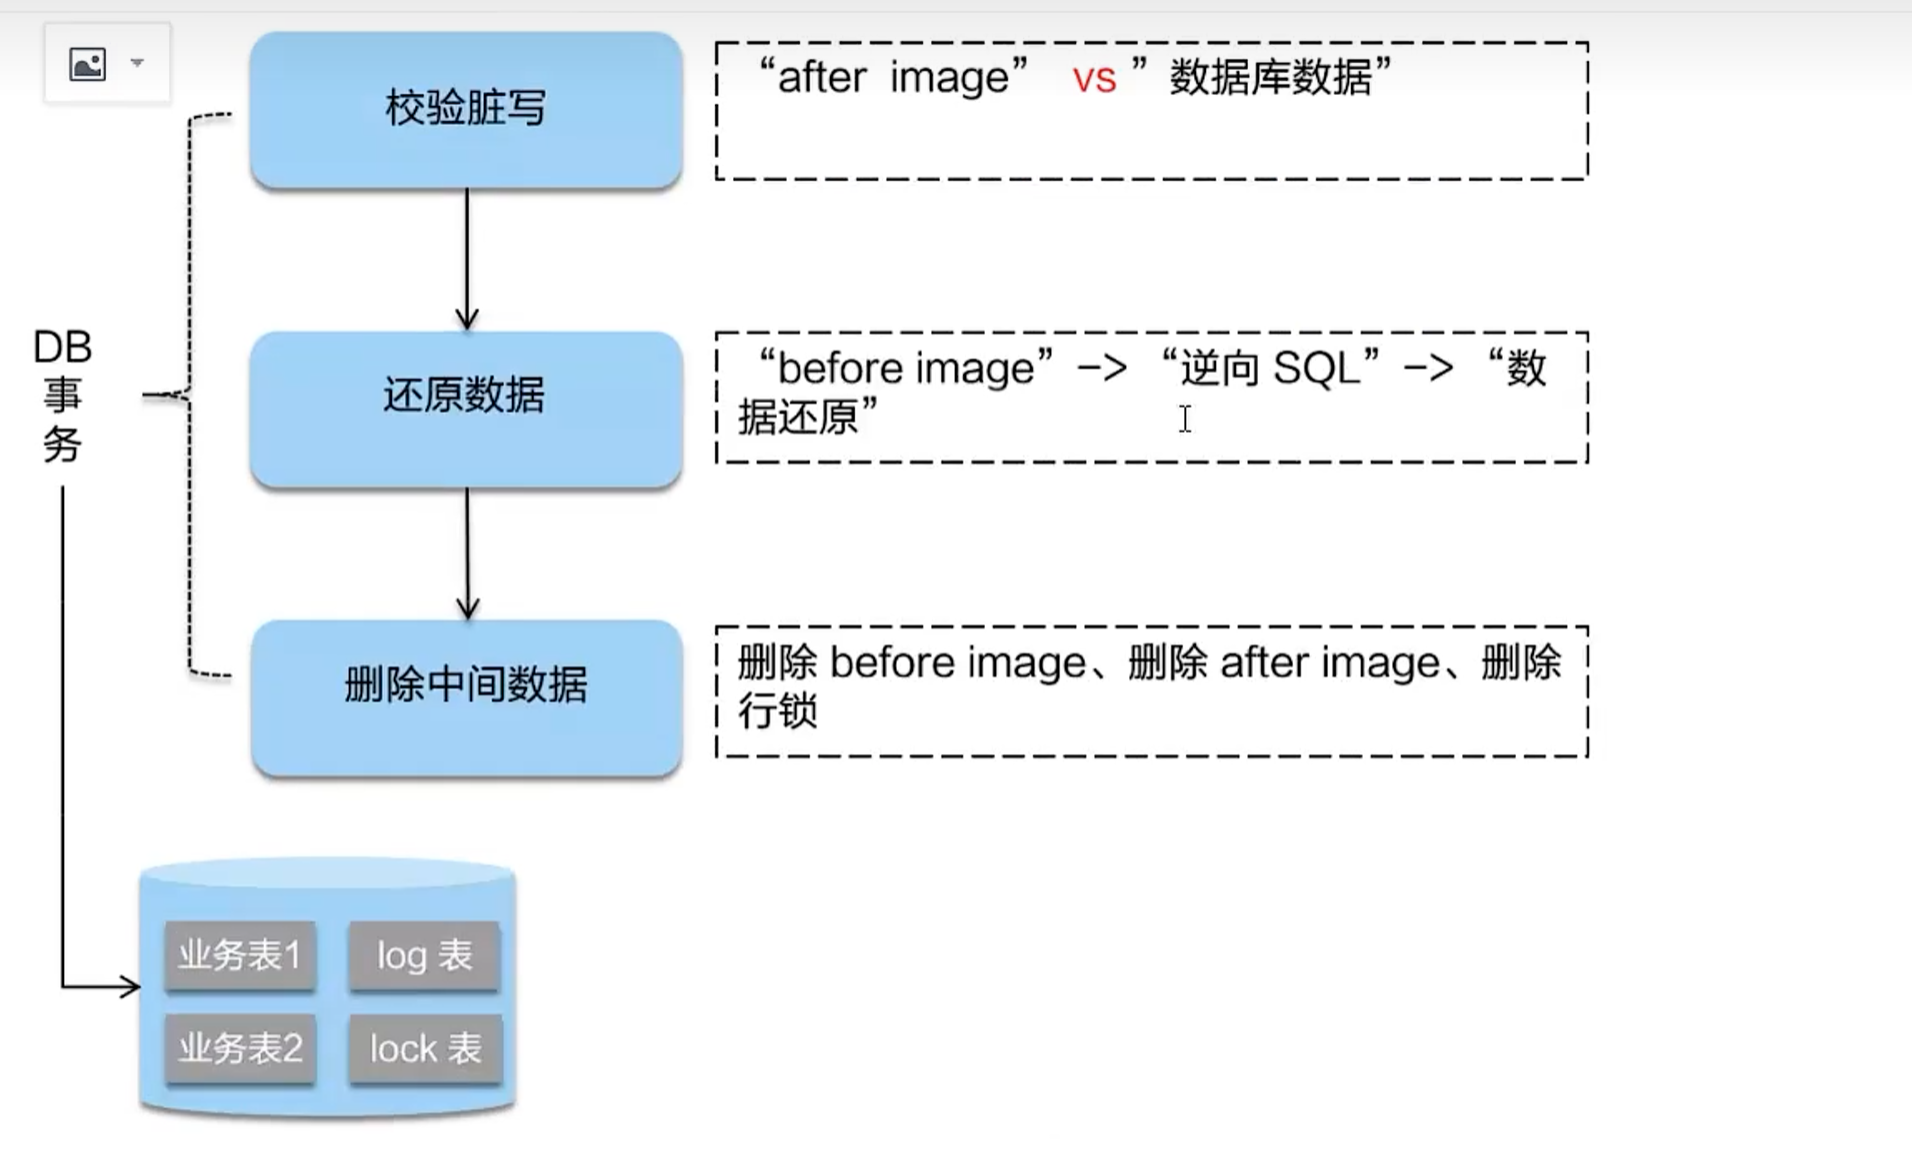 校验脏写
“after image” vs ”数据库数据”
DB
事
务
还原数据
“before image”–> “逆向 SQL”–> “数
据还原”
删除中间数据
删除 before image、删除 after image、删除
行锁
业务表1
log 表
业务表2
lock 表